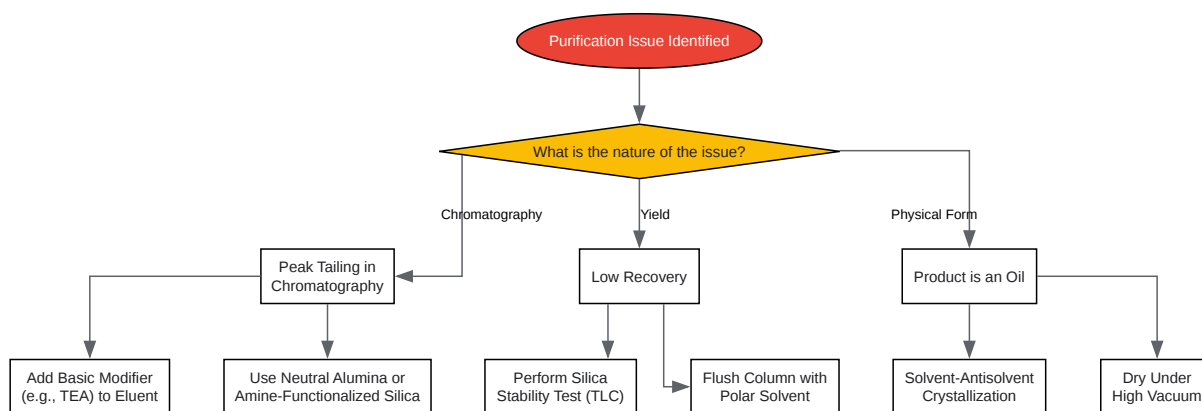 Purification Issue Identified
What is the nature of the issue?
Chromatography
Yield
Physical Form
Peak Tailing in
Chromatography
Low Recovery
Product is an Oil
Add Basic Modifier
(e.g., TEA) to Eluent
Use Neutral Alumina or
Amine-Functionalized Silica
Perform Silica
Stability Test (TLC)
Flush Column with
Polar Solvent
Solvent-Antisolvent
Crystallization
Dry Under
High Vacuum